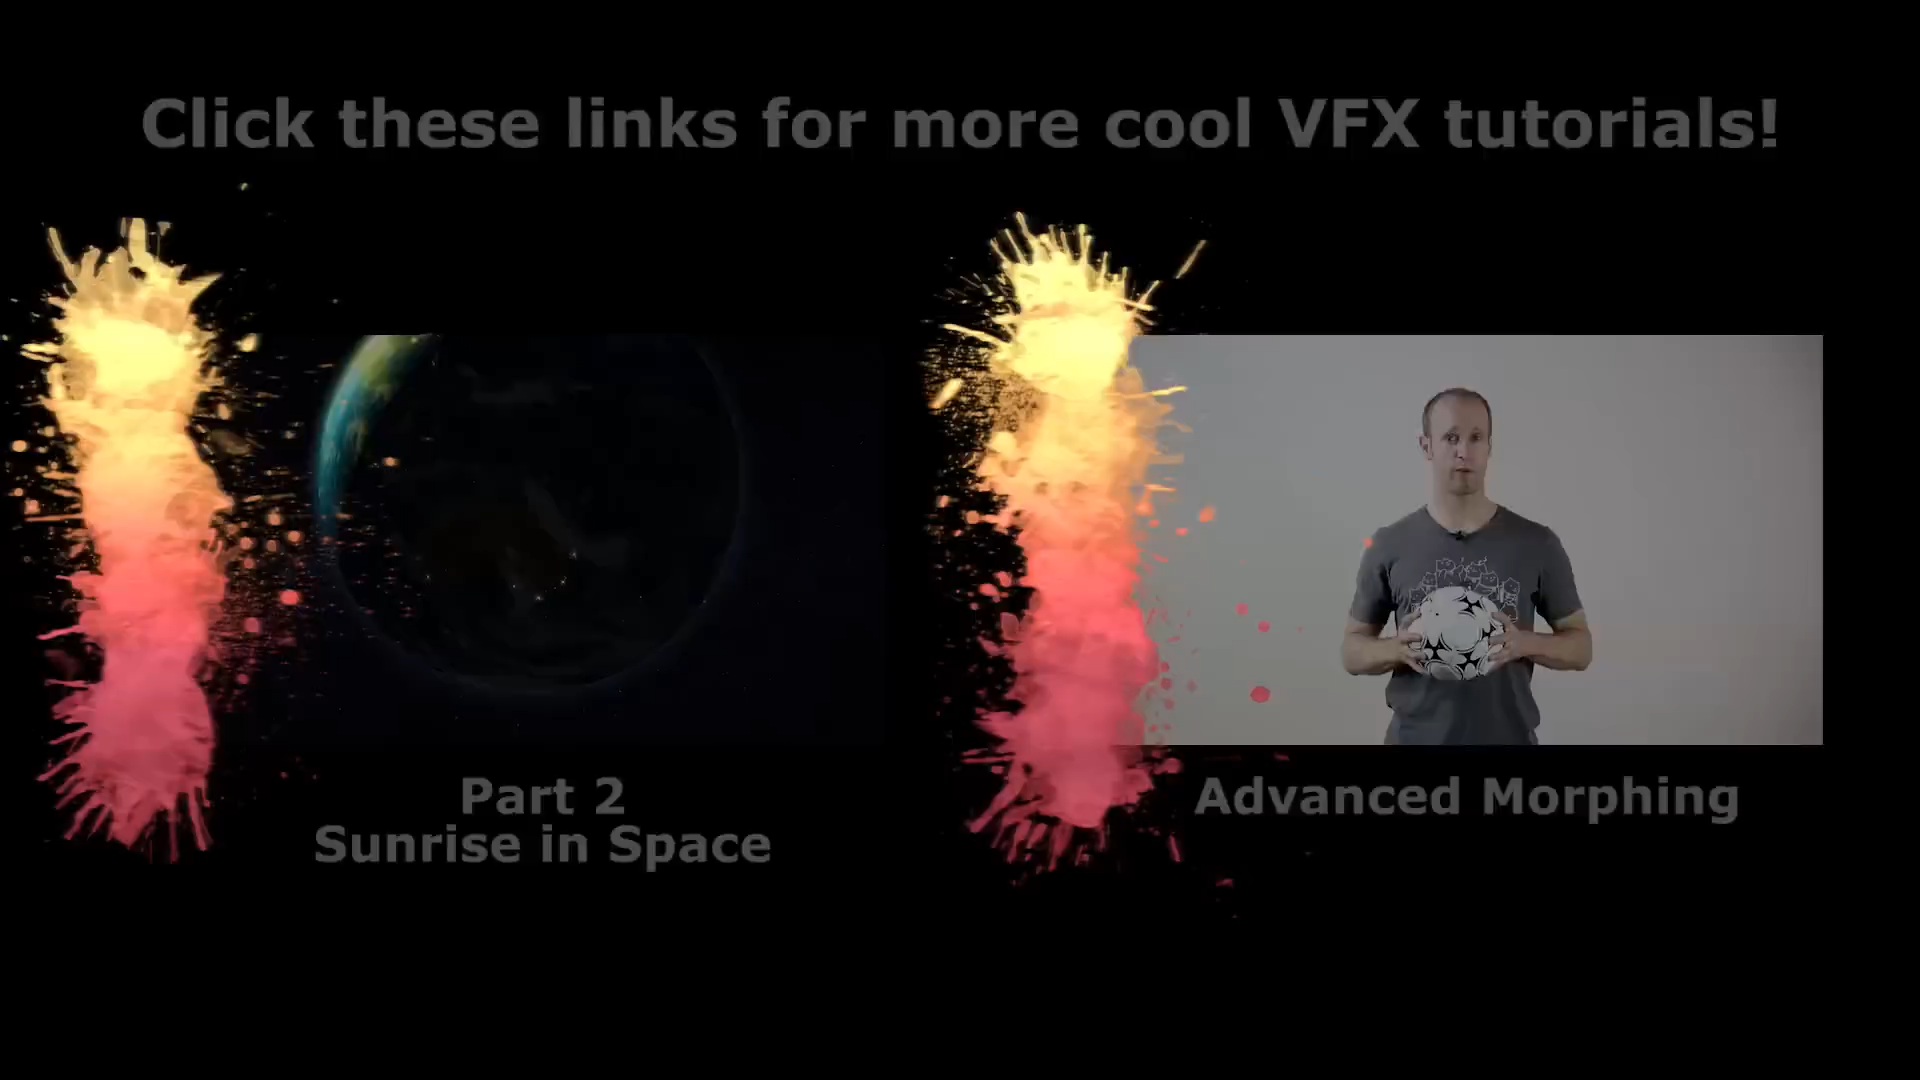 Click these links for more cool VFX tutorials!
Part 2
Sunrise in Space
Advanced Morphing